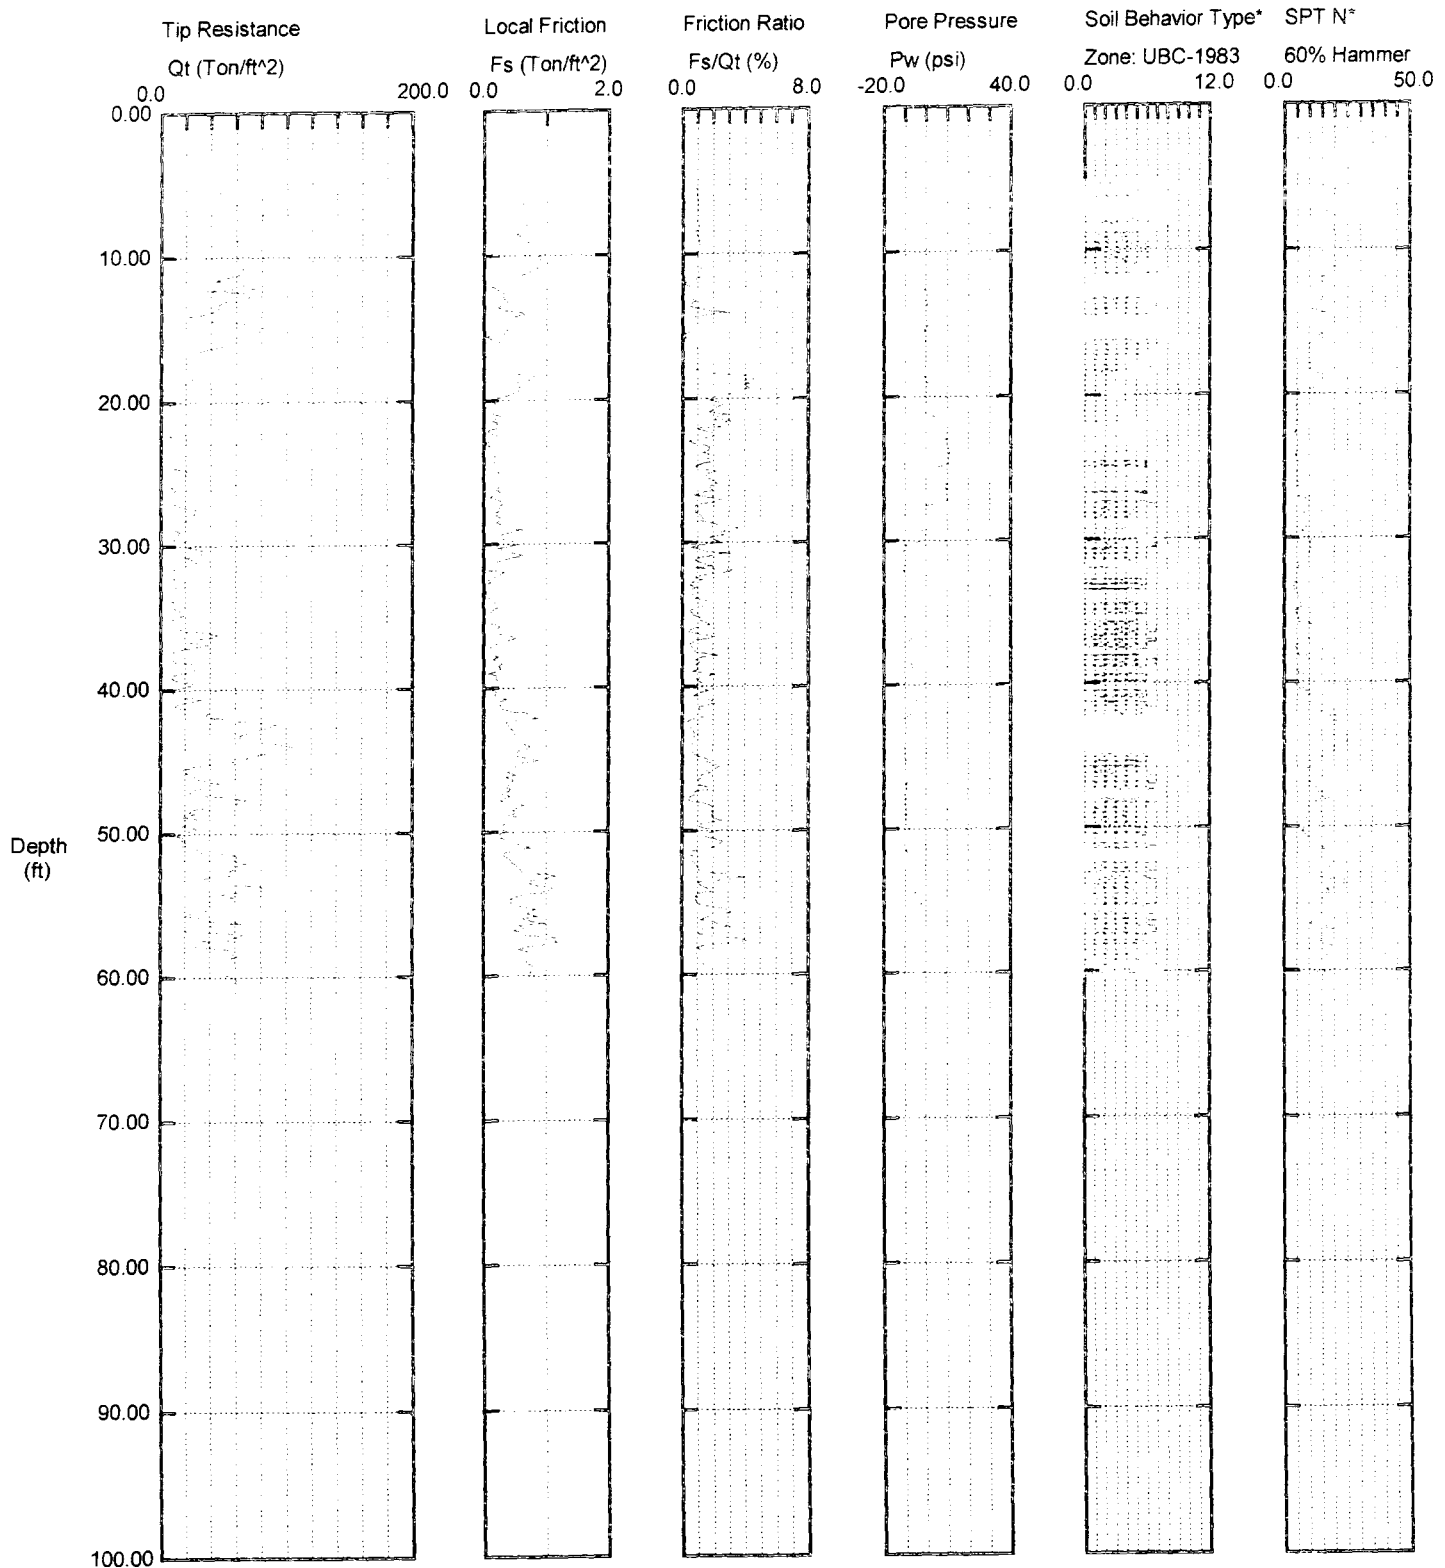 Tip Resistance
Qt (Ton/ft^2)
0.0 200.0
Local Friction
Fs (Ton/ft^2)
0.0 2.0
Friction Ratio
Fs/Qt (%)
0.0 8.0
Pore Pressure
Pw (psi)
-20.0 40.0
Soil Behavior Type*
Zone: UBC-1983
0.0 12.0
SPT N*
60% Hammer
0.0 50.0
0.00
10.00
20.00
30.00
40.00
50.00
Depth
(ft)
60.00
70.00
80.00
90.00
100.00